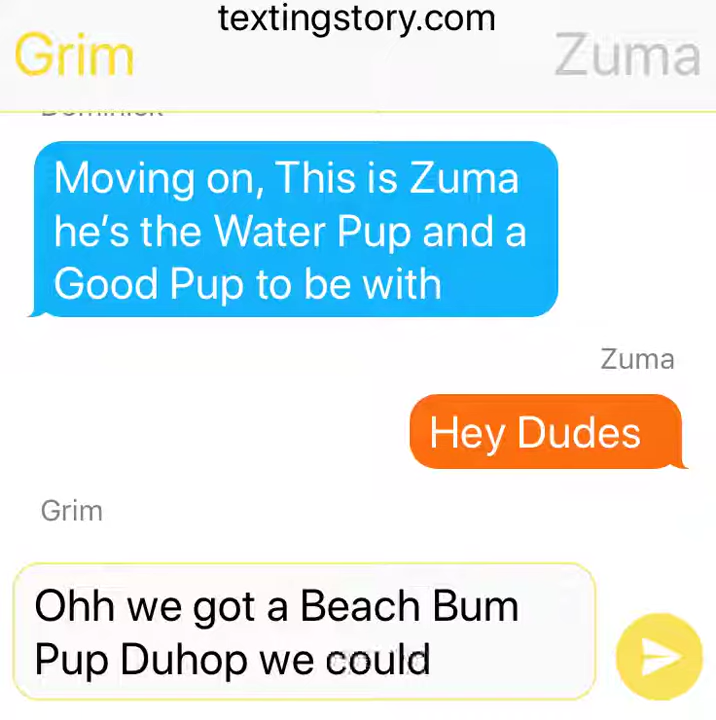 textingstory.com
Grim
Zuma
Moving on, This is Zuma
he's the Water Pup and a
Good Pup to be with
Zuma
Hey Dudes
Grim
Ohh we got a Beach Bum
Pup Duhop we could